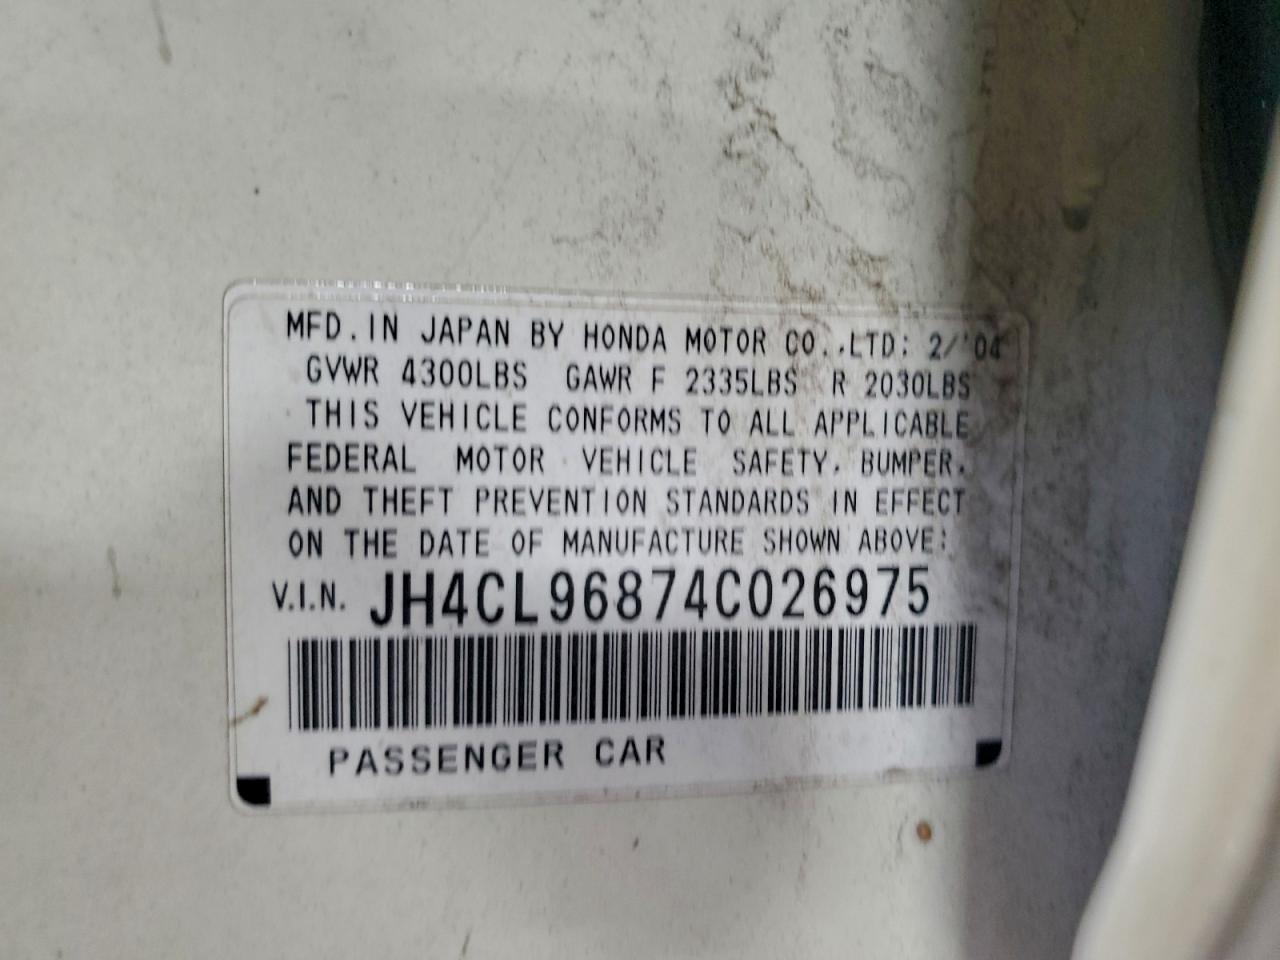 MFD. IN JAPAN BY HONDA MOTOR CO.,LTD: 2/'04
GVWR 4300LBS GAWR F 2335LBS R 2030LBS
THIS VEHICLE CONFORMS TO ALL APPLICABLE
FEDERAL MOTOR VEHICLE SAFETY, BUMPER,
AND THEFT PREVENTION STANDARDS IN EFFECT
ON THE DATE OF MANUFACTURE SHOWN ABOVE:
V.I.N. JH4CL96874C026975
PASSENGER CAR